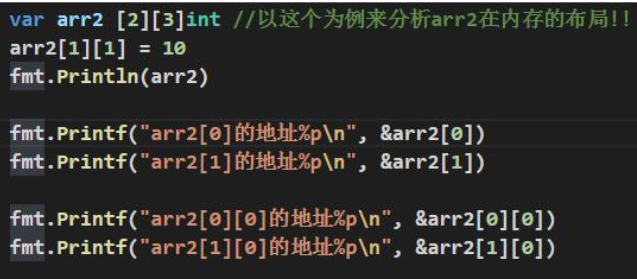 var arr2 [2][3]int //以这个为例来分析arr2在内存的布局!!
arr2[1][1] = 10
fmt.Println(arr2)
fmt.Printf("arr2[0]的地址%p\n", &arr2[0])
fmt.Printf("arr2[1]的地址%p\n", &arr2[1])
fmt.Printf("arr2[0][0]的地址%p\n", &arr2[0][0])
fmt.Printf("arr2[1][0]的地址%p\n", &arr2[1][0])